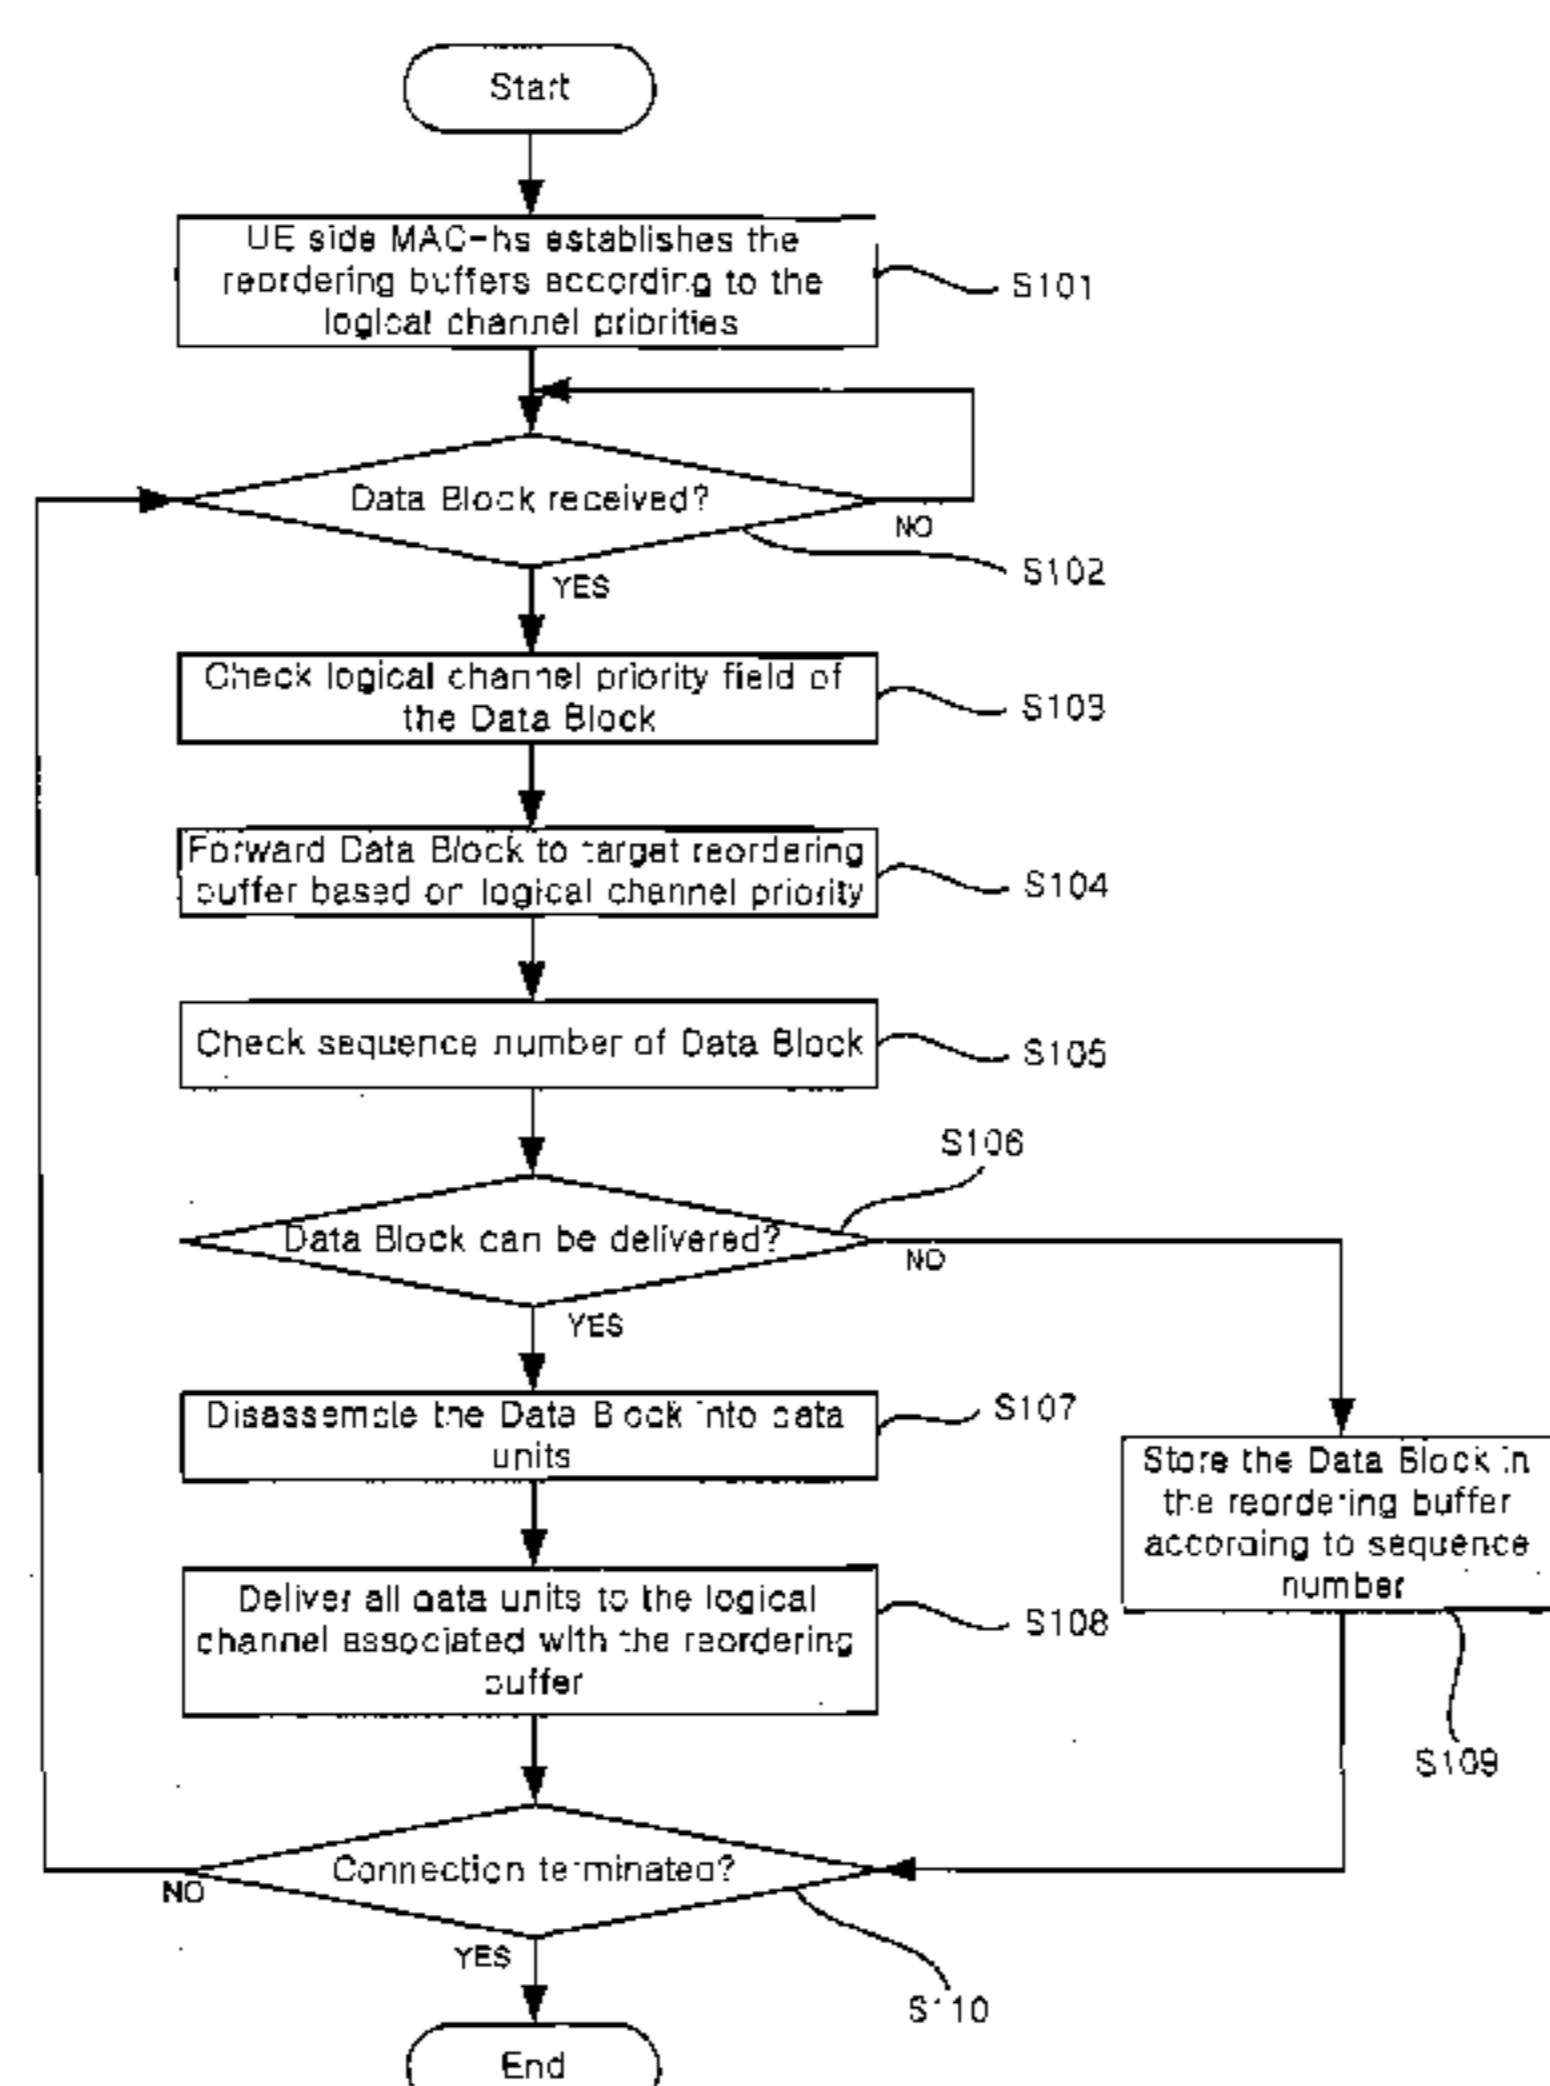 Start
UE side MAC-hs establishes the
reordering buffers according to the
logical channel priorities
S101
Data Block received?
NO
S102
YES
Check logical channel priority field of
the Data Block
S103
Forward Data Block to target reordering
buffer based on logical channel priority
S104
Check sequence number of Data Block
S105
S106
Data Block can be delivered?
NO
YES
Disassemble the Data Block into data
units
S107
Store the Data Block in
the reordering buffer
according to sequence
number
S109
Deliver all data units to the logical
channel associated with the reordering
buffer
S108
Connection terminated?
NO
YES
S110
End